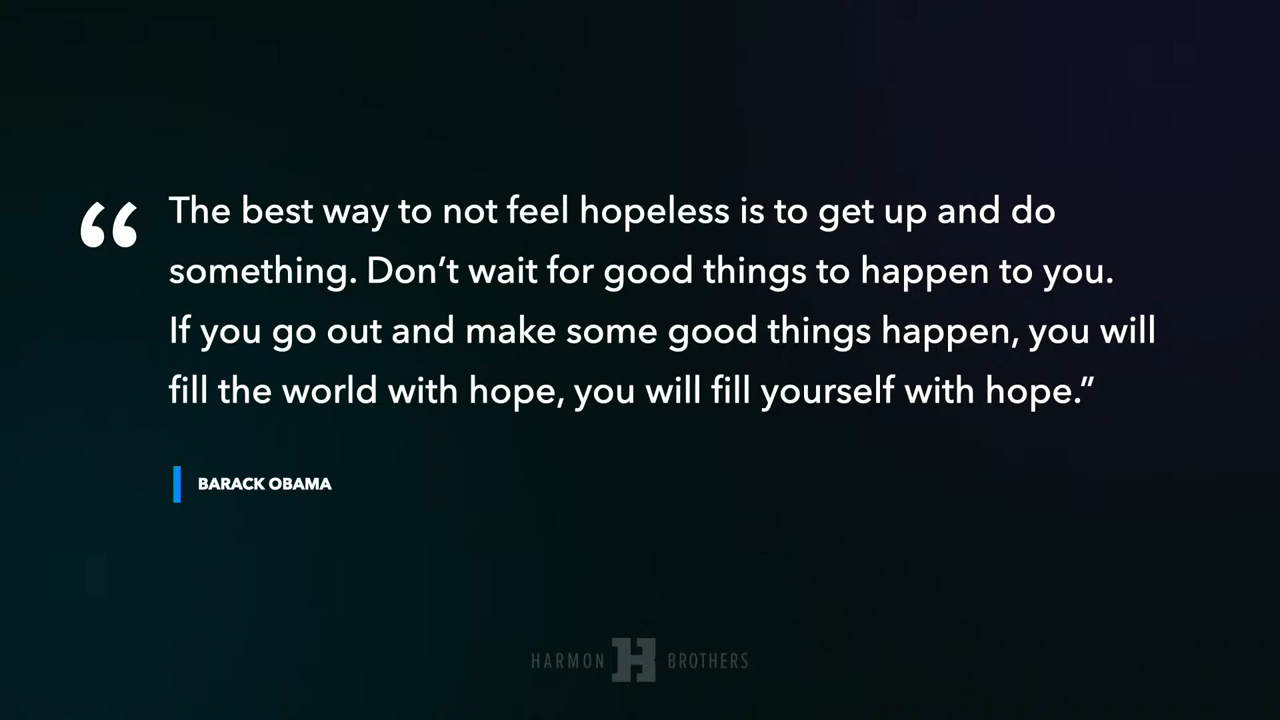 “The best way to not feel hopeless is to get up and do
something. Don’t wait for good things to happen to you.
If you go out and make some good things happen, you will
fill the world with hope, you will fill yourself with hope.”
BARACK OBAMA
HARMON H BROTHERS